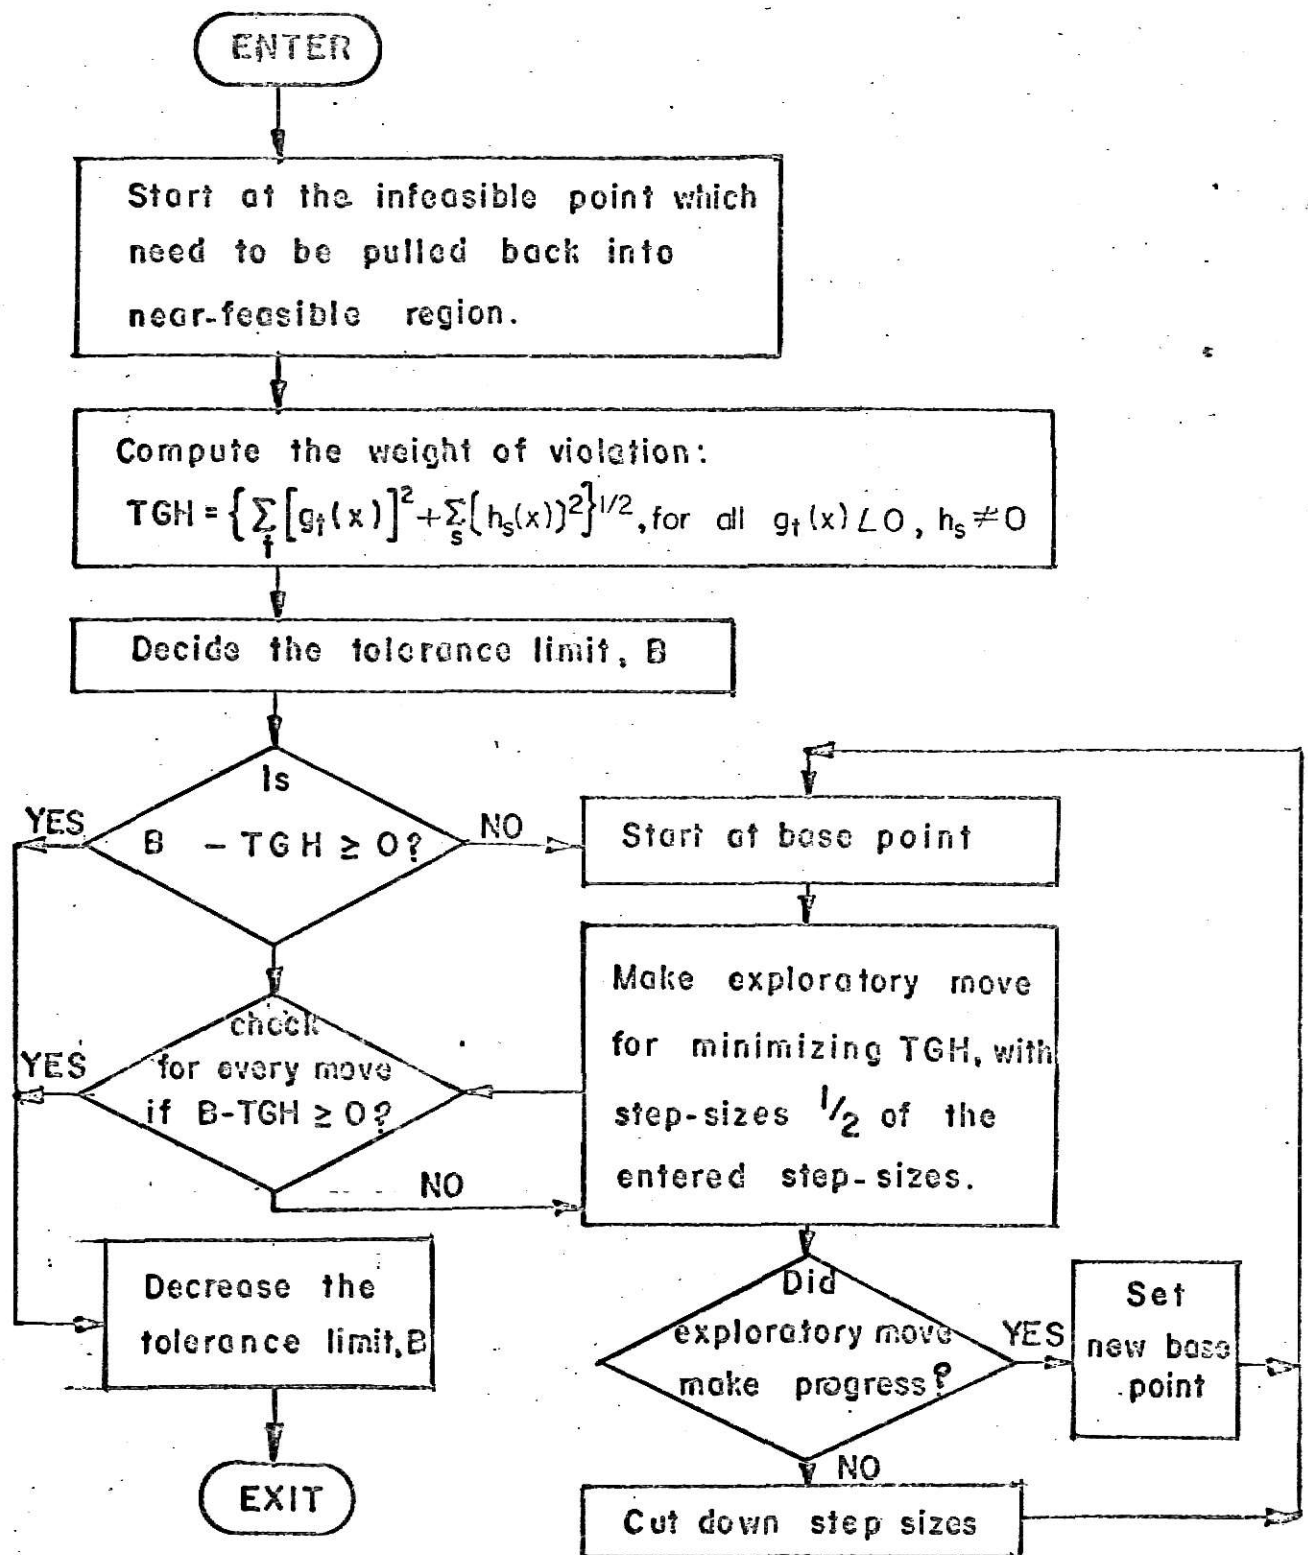 ENTER
Start at the infeasible point which
need to be pulled back into
near-feasible region.
Compute the weight of violation:
TGH = {∑t [gt(x)]² + ∑s [hs(x)]²}^1/2, for all gt(x) ∠ 0, hs ≠ 0
Decide the tolerance limit, B
Is
B - TGH ≥ 0?
YES
NO
Start at base point
Make exploratory move
for minimizing TGH, with
step-sizes 1/2 of the
entered step-sizes.
check
for every move
if B-TGH ≥ 0?
YES
NO
Did
exploratory move
make progress?
YES
Set
new base
point
NO
Cut down step sizes
Decrease the
tolerance limit, B
EXIT